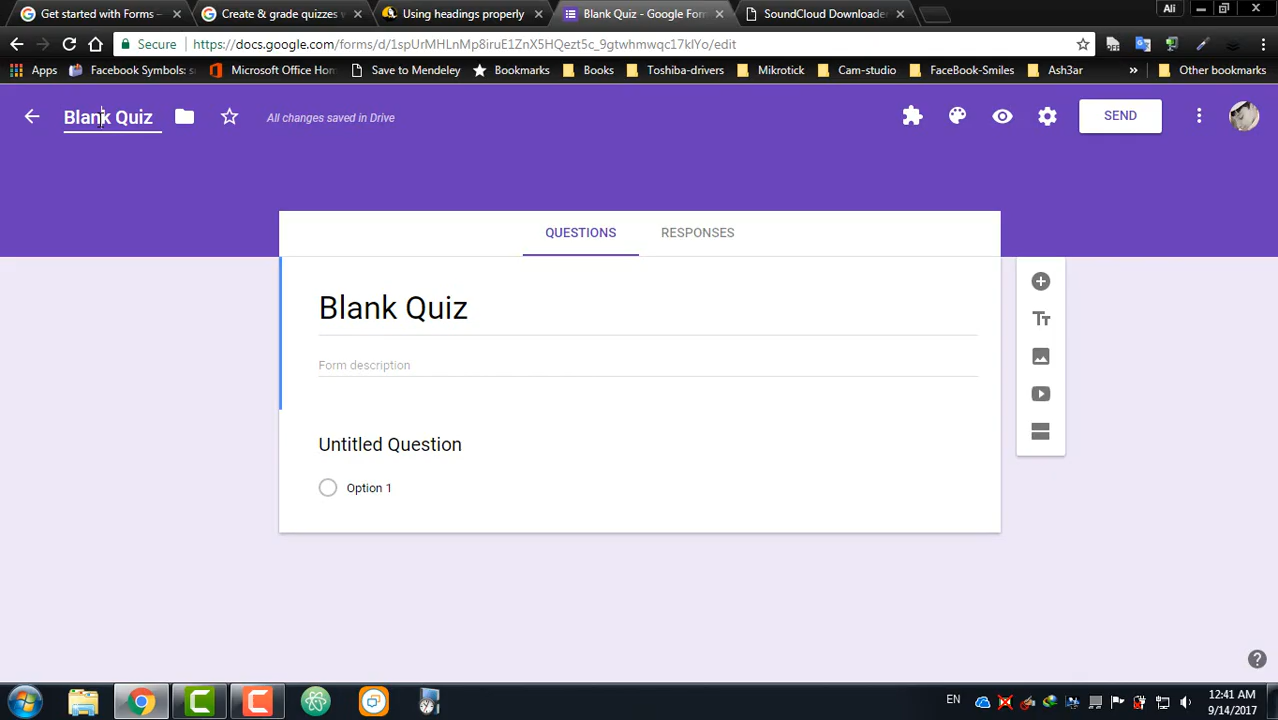 Get started with Forms –
Create & grade quizzes w
Using headings properly
Blank Quiz - Google For
SoundCloud Downloade
Ali
Secure
https://docs.google.com/forms/d/1spUrMHLnMp8iruE1ZnX5HQezt5c_9gtwhmwqc17klYo/edit
Apps
Facebook Symbols: s
Microsoft Office Hom
Save to Mendeley
Bookmarks
Books
Toshiba-drivers
Mikrotick
Cam-studio
FaceBook-Smiles
Ash3ar
»
Other bookmarks
Blank Quiz
All changes saved in Drive
SEND
QUESTIONS
RESPONSES
Blank Quiz
Form description
Untitled Question
Option 1
EN
12:41 AM
9/14/2017